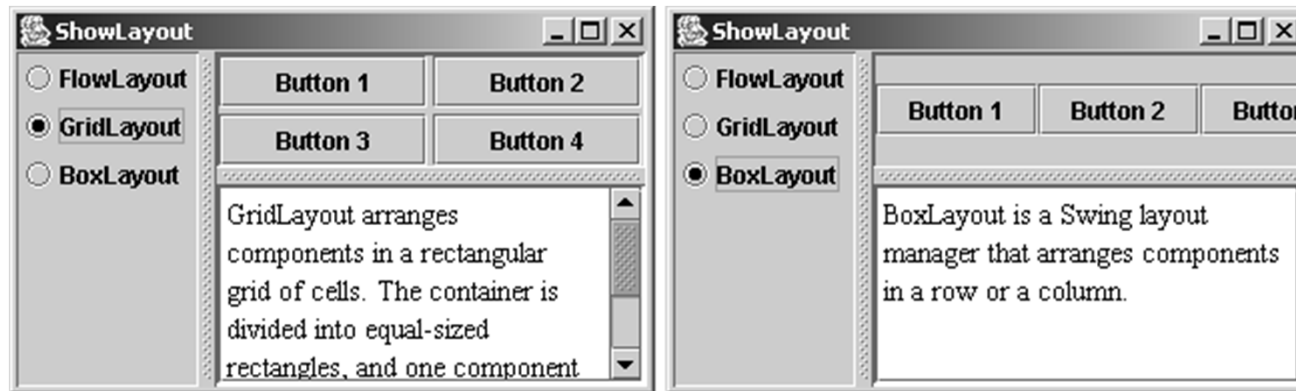 ShowLayout
FlowLayout
GridLayout
BoxLayout
Button 1
Button 2
Button 3
Button 4
GridLayout arranges
components in a rectangular
grid of cells. The container is
divided into equal-sized
rectangles, and one component
ShowLayout
FlowLayout
GridLayout
BoxLayout
Button 1
Button 2
BoxLayout is a Swing layout
manager that arranges components
in a row or a column.